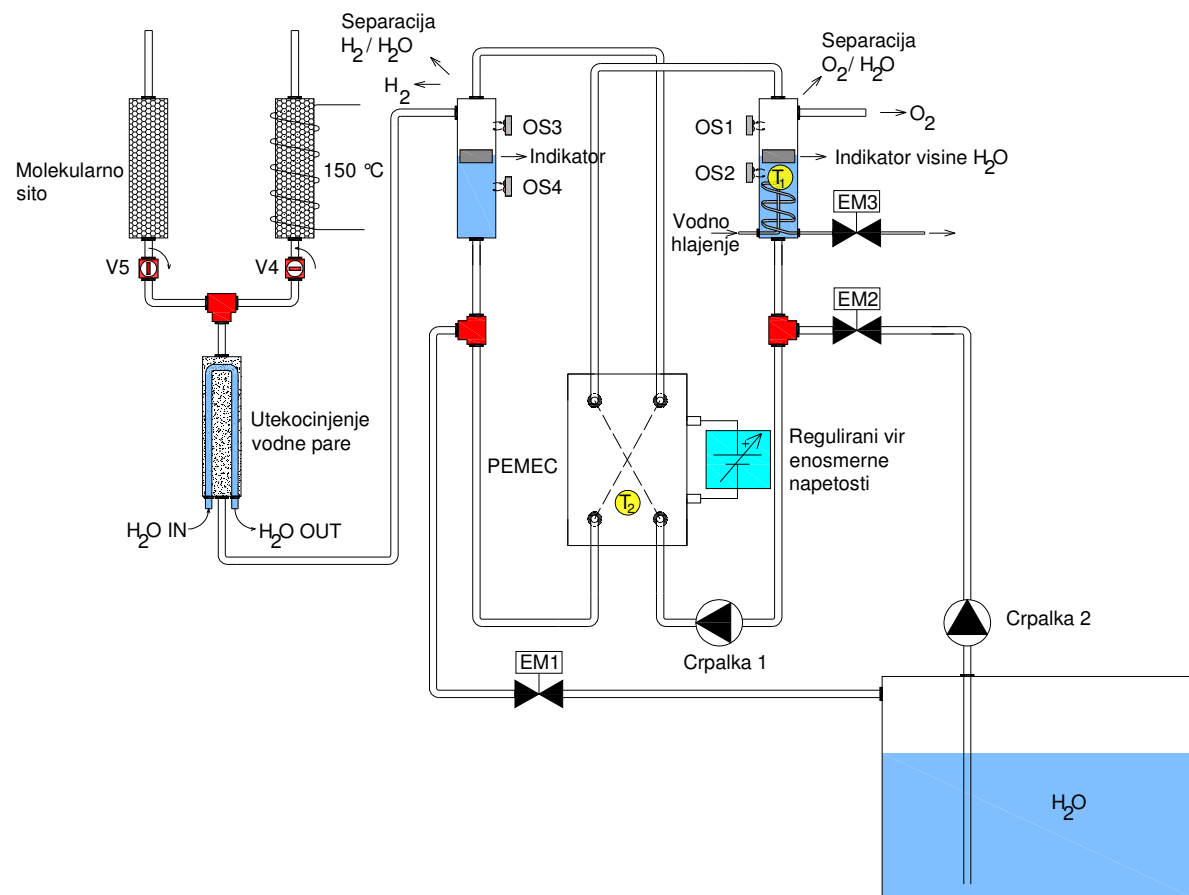 Separacija
H2 / H2O
H2
Separacija
O2 / H2O
O2
OS3
OS1
Molekularno
sito
150 °C
Indikator
OS4
OS2
T1
Indikator visine H2O
EM3
Vodno
hlajenje
V5
V4
EM2
Utekocinjenje
vodne pare
PEMEC
T2
+
Regulirani vir
enosmerne
napetosti
H2O IN
H2O OUT
Crpalka 2
EM1
Crpalka 1
H2O